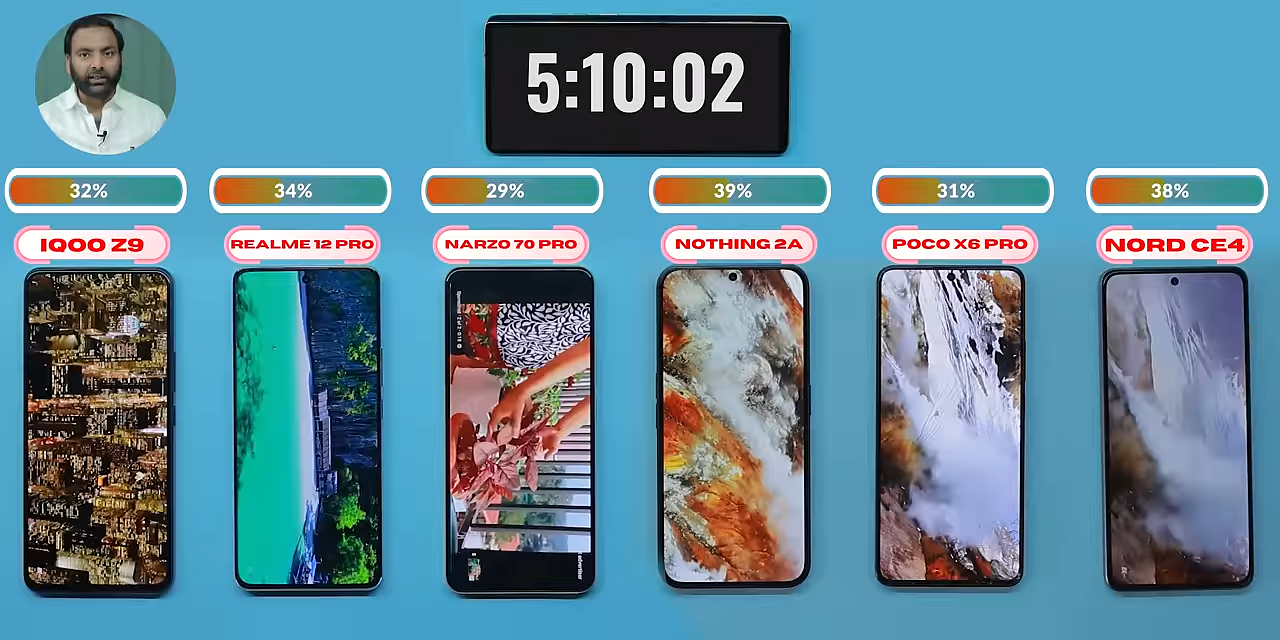 5:10:02
32%
34%
29%
39%
31%
38%
IQOO Z9
REALME 12 PRO
NARZO 70 PRO
NOTHING 2A
POCO X6 PRO
NORD CE4